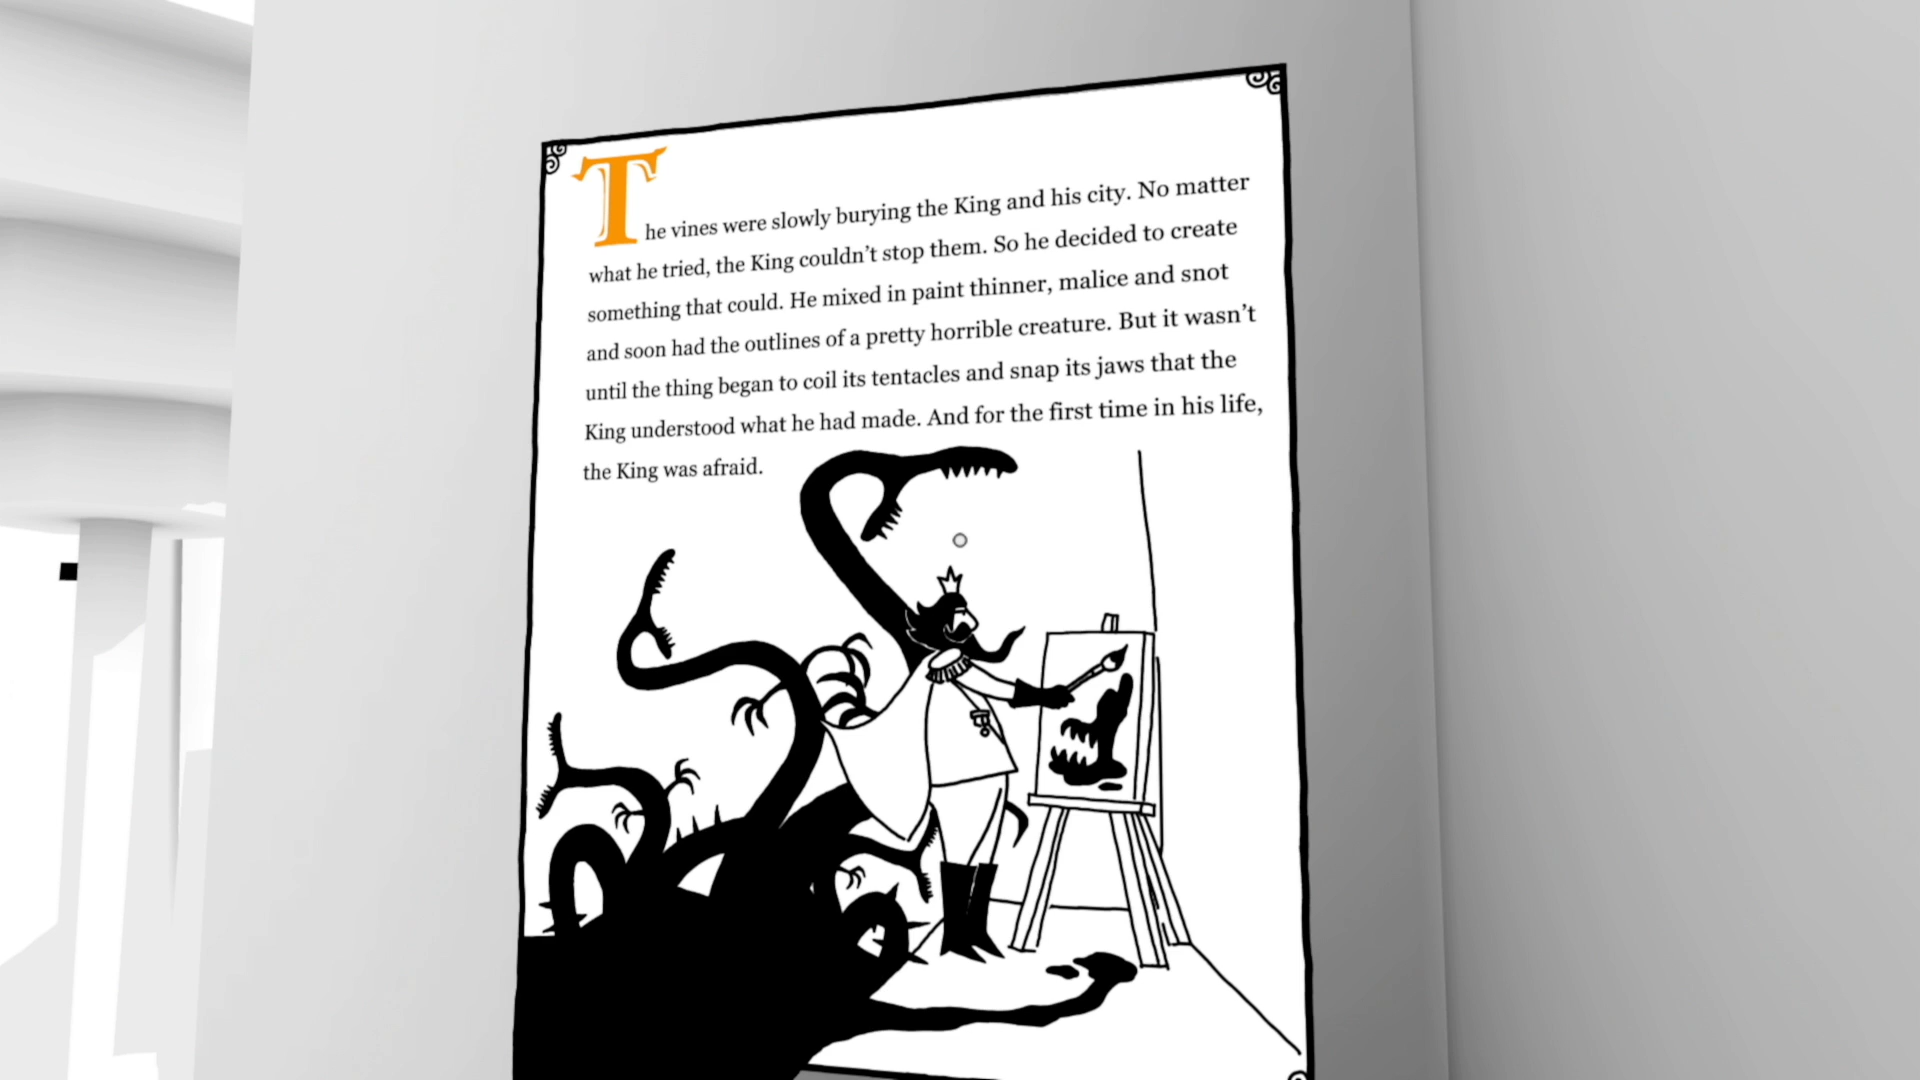 The vines were slowly burying the King and his city. No matter
what he tried, the King couldn’t stop them. So he decided to create
something that could. He mixed in paint thinner, malice and snot
and soon had the outlines of a pretty horrible creature. But it wasn’t
until the thing began to coil its tentacles and snap its jaws that the
King understood what he had made. And for the first time in his life,
the King was afraid.